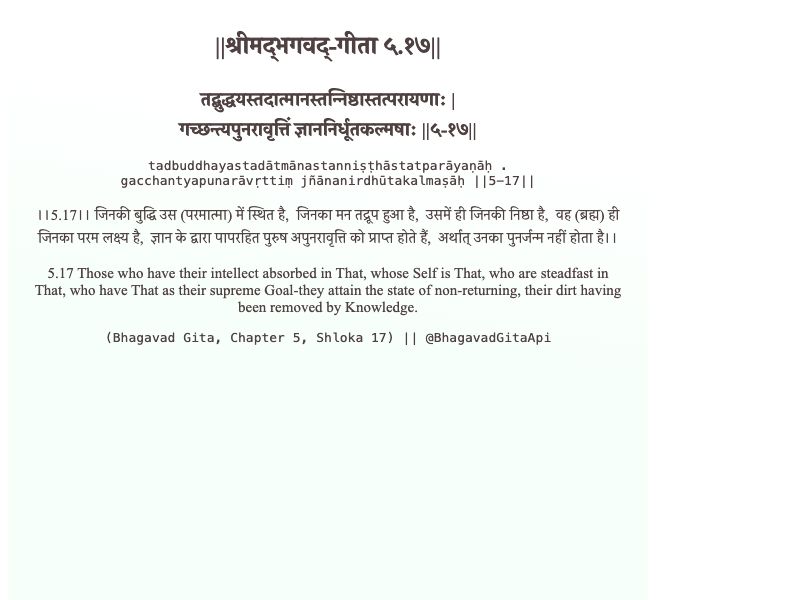 ||श्रीमद्‍भगवद्‍-गीता ५.१७||
तद्बुद्धयस्तदात्मानस्तन्निष्ठास्तत्परायणाः |
गच्छन्त्यपुनरावृत्तिं ज्ञाननिर्धूतकल्मषाः ||५-१७||
tadbuddhayastadātmānastanniṣṭhāstatparāyaṇāḥ .
gacchantyapunarāvṛttiṃ jñānanirdhūtakalmaṣāḥ ||5-17||
।।5.17।। जिनकी बुद्धि उस (परमात्मा) में स्थित है, जिनका मन तद्रूप हुआ है, उसमें ही जिनकी निष्ठा है, वह (ब्रह्म) ही
जिनका परम लक्ष्य है, ज्ञान के द्वारा पापरहित पुरुष अपुनरावृत्ति को प्राप्त होते हैं, अर्थात् उनका पुनर्जन्म नहीं होता है।।
5.17 Those who have their intellect absorbed in That, whose Self is That, who are steadfast in
That, who have That as their supreme Goal-they attain the state of non-returning, their dirt having
been removed by Knowledge.
(Bhagavad Gita, Chapter 5, Shloka 17) || @BhagavadGitaApi